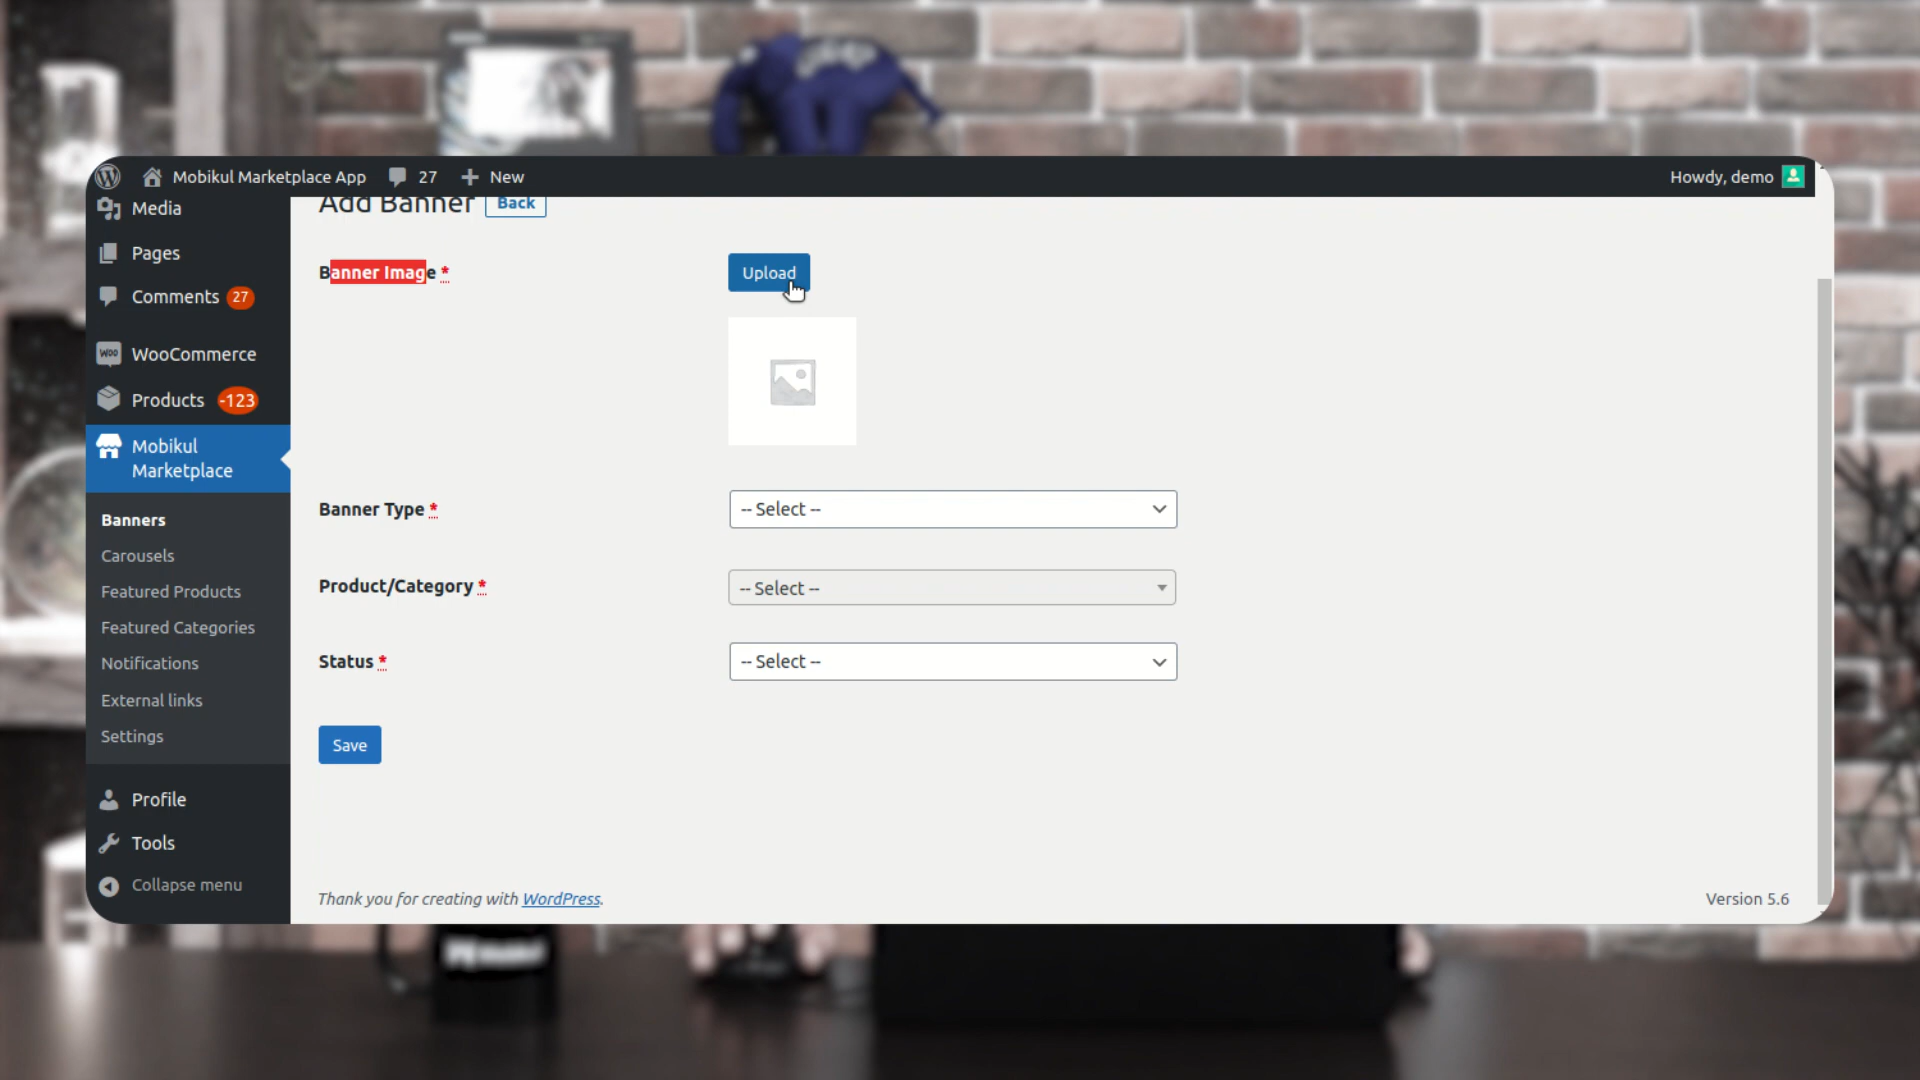 Mobikul Marketplace App 27 New Howdy, demo
Media
Pages
Comments 27
WooCommerce
Products -123
Mobikul
Marketplace
Banners
Carousels
Featured Products
Featured Categories
Notifications
External links
Settings
Profile
Tools
Collapse menu
Add Banner Back
Banner Image * Upload
Banner Type * -- Select --
Product/Category * -- Select --
Status * -- Select --
Save
Thank you for creating with WordPress. Version 5.6